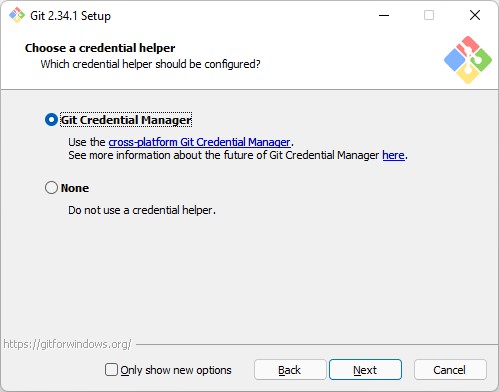 Git 2.34.1 Setup
Choose a credential helper
Which credential helper should be configured?
Git Credential Manager
Use the cross-platform Git Credential Manager.
See more information about the future of Git Credential Manager here.
None
Do not use a credential helper.
https://gitforwindows.org/
Only show new options
Back
Next
Cancel